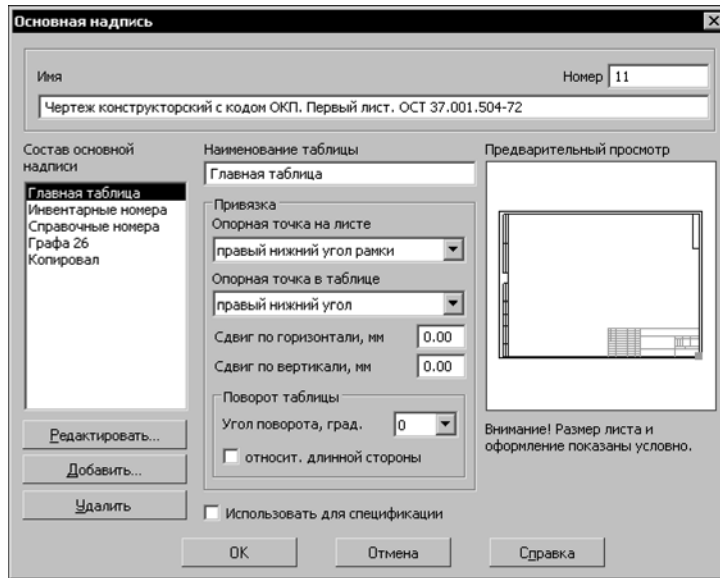 Основная надпись
Имя
Номер 11
Чертеж конструкторский с кодом ОКП. Первый лист. ОСТ 37.001.504-72
Состав основной
надписи
Главная таблица
Инвентарные номера
Справочные номера
Графа 26
Копировал
Редактировать...
Добавить...
Удалить
Наименование таблицы
Главная таблица
Привязка
Опорная точка на листе
правый нижний угол рамки
Опорная точка в таблице
правый нижний угол
Сдвиг по горизонтали, мм 0.00
Сдвиг по вертикали, мм 0.00
Поворот таблицы
Угол поворота, град. 0
относит. длинной стороны
Использовать для спецификации
Предварительный просмотр
Внимание! Размер листа и
оформление показаны условно.
OK Отмена Справка